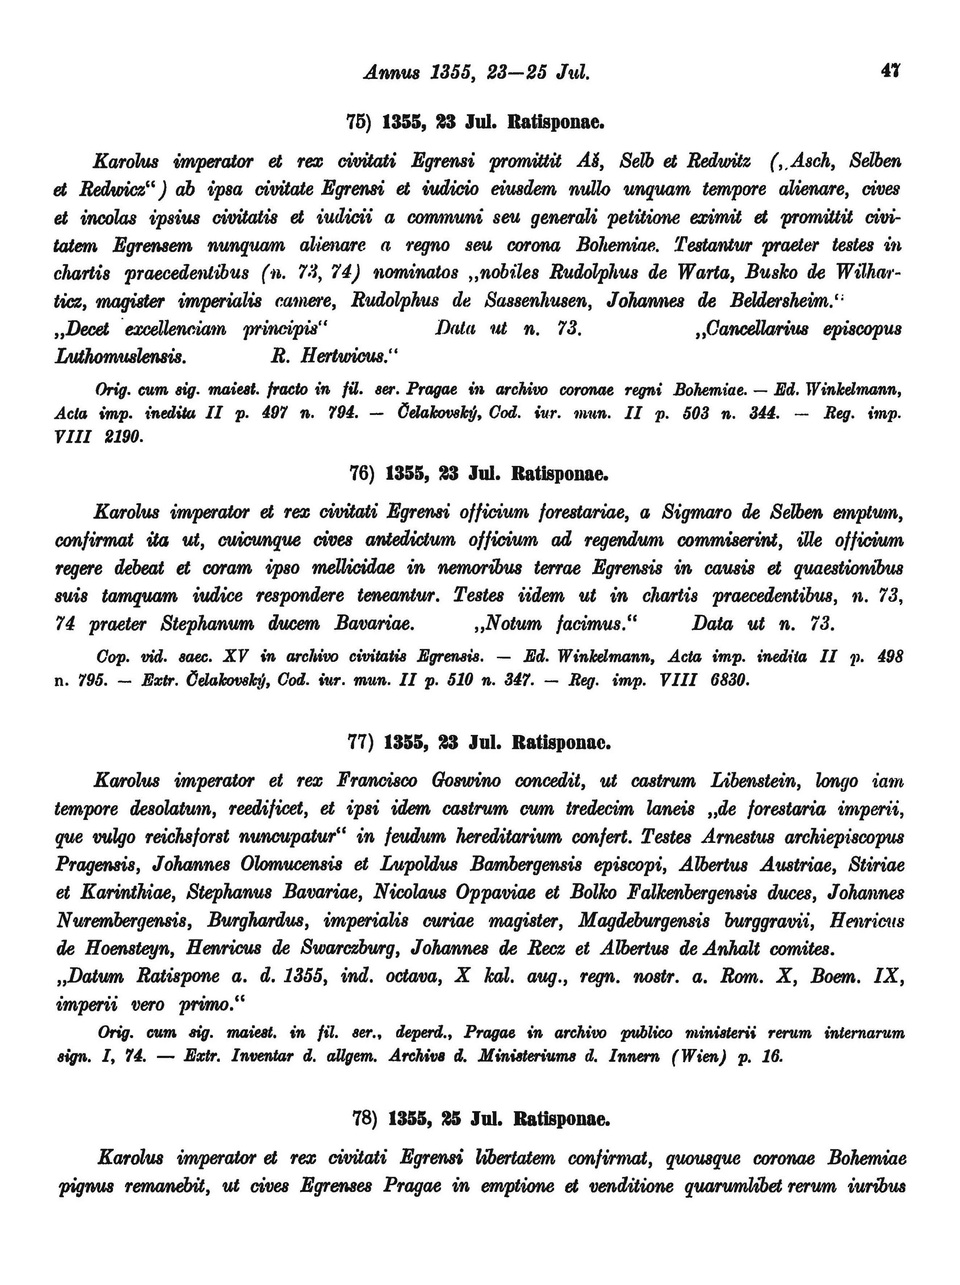 Annus 1355, 23—25 Jul. 47
75) 1355, 23 Jul. Ratisponae.
Karolus imperator et rex civitati Egrensi promittit Aš, Selb et Redwitz („Asch, Selben
et Redwicz“) ab ipsa civitate Egrensi et iudicio eiusdem nullo unquam tempore alienare, cives
et incolas ipsius civitatis et iudicii a communi seu generali petitione eximit et promittit civi-
tatem Egrensem nunquam alienare a regno seu corona Bohemiae. Testantur praeter testes in
chartis praecedentibus (n. 73, 74) nominatos „nobiles Rudolphus de Warta, Busko de Wilhar-
ticz, magister imperialis camere, Rudolphus de Sassenhusen, Johannes de Beldersheim.“
„Decet excellenciam principis“ Data ut n. 73. „Cancellarius episcopus
Luthomuslensis. R. Hertwicus.“
Orig. cum sig. maiest. fracto in fil. ser. Pragae in archivo coronae regni Bohemiae. — Ed. Winkelmann,
Acta imp. inedita II p. 497 n. 794. — Čelakovský, Cod. iur. mun. II p. 503 n. 344. — Reg. imp.
VIII 2190.
76) 1355, 23 Jul. Ratisponae.
Karolus imperator et rex civitati Egrensi officium forestariae, a Sigmaro de Selben emptum,
confirmat ita ut, cuicunque cives antedictum officium ad regendum commiserint, ille officium
regere debeat et coram ipso mellicidae in nemoribus terrae Egrensis in causis et quaestionibus
suis tamquam iudice respondere teneantur. Testes iidem ut in chartis praecedentibus, n. 73,
74 praeter Stephanum ducem Bavariae. „Notum facimus.“ Data ut n. 73.
Cop. vid. saec. XV in archivo civitatis Egrensis. — Ed. Winkelmann, Acta imp. inedita II p. 498
n. 795. — Extr. Čelakovský, Cod. iur. mun. II p. 510 n. 347. — Reg. imp. VIII 6830.
77) 1355, 23 Jul. Ratisponae.
Karolus imperator et rex Francisco Goswino concedit, ut castrum Libenstein, longo iam
tempore desolatum, reedificet, et ipsi idem castrum cum tredecim laneis „de forestaria imperii,
que vulgo reichsforst nuncupatur“ in feudum hereditarium confert. Testes Arnestus archiepiscopus
Pragensis, Johannes Olomucensis et Lupoldus Bambergensis episcopi, Albertus Austriae, Stiriae
et Karinthiae, Stephanus Bavariae, Nicolaus Oppaviae et Bolko Falkenbergensis duces, Johannes
Nurembergensis, Burghardus, imperialis curiae magister, Magdeburgensis burggravii, Henricus
de Hoensteyn, Henricus de Swarczburg, Johannes de Recz et Albertus de Anhalt comites.
„Datum Ratispone a. d. 1355, ind. octava, X kal. aug., regn. nostr. a. Rom. X, Boem. IX,
imperii vero primo.“
Orig. cum sig. maiest. in fil. ser., deperd., Pragae in archivo publico ministerii rerum internarum
sign. I, 74. — Extr. Inventar d. allgem. Archivs d. Ministeriums d. Innern (Wien) p. 16.
78) 1355, 25 Jul. Ratisponae.
Karolus imperator et rex civitati Egrensi libertatem confirmat, quousque coronae Bohemiae
pignus remanebit, ut cives Egrenses Pragae in emptione et venditione quarumlibet rerum iuribus